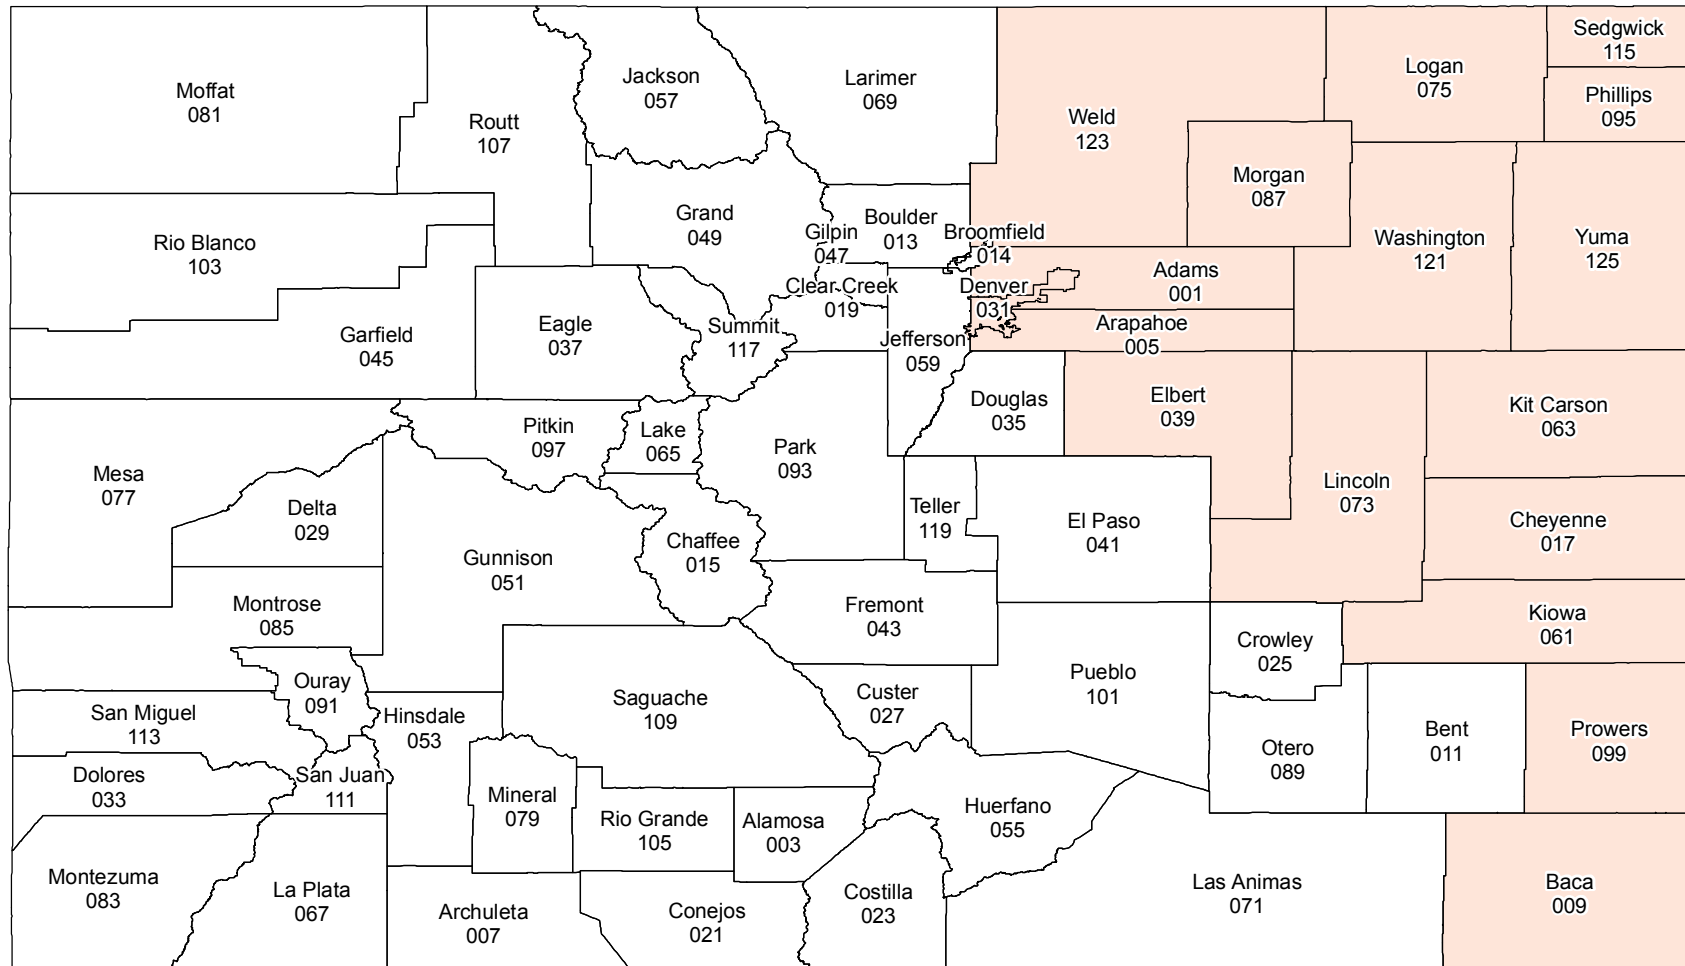 Moffat
081
Routt
107
Jackson
057
Larimer
069
Weld
123
Logan
075
Sedgwick
115
Phillips
095
Morgan
087
Rio Blanco
103
Grand
049
Gilpin
047
Boulder
013
Broomfield
014
Washington
121
Yuma
125
Garfield
045
Eagle
037
Summit
117
Clear Creek
019
Jefferson
059
Denver
031
Adams
001
Arapahoe
005
Mesa
077
Pitkin
097
Lake
065
Park
093
Douglas
035
Elbert
039
Lincoln
073
Kit Carson
063
Delta
029
Gunnison
051
Chaffee
015
Teller
119
El Paso
041
Cheyenne
017
Montrose
085
Fremont
043
Crowley
025
Kiowa
061
Ouray
091
San Miguel
113
Hinsdale
053
Saguache
109
Custer
027
Pueblo
101
Otero
089
Bent
011
Prowers
099
Dolores
033
San Juan
111
Mineral
079
Rio Grande
105
Alamosa
003
Huerfano
055
Montezuma
083
La Plata
067
Archuleta
007
Conejos
021
Costilla
023
Las Animas
071
Baca
009